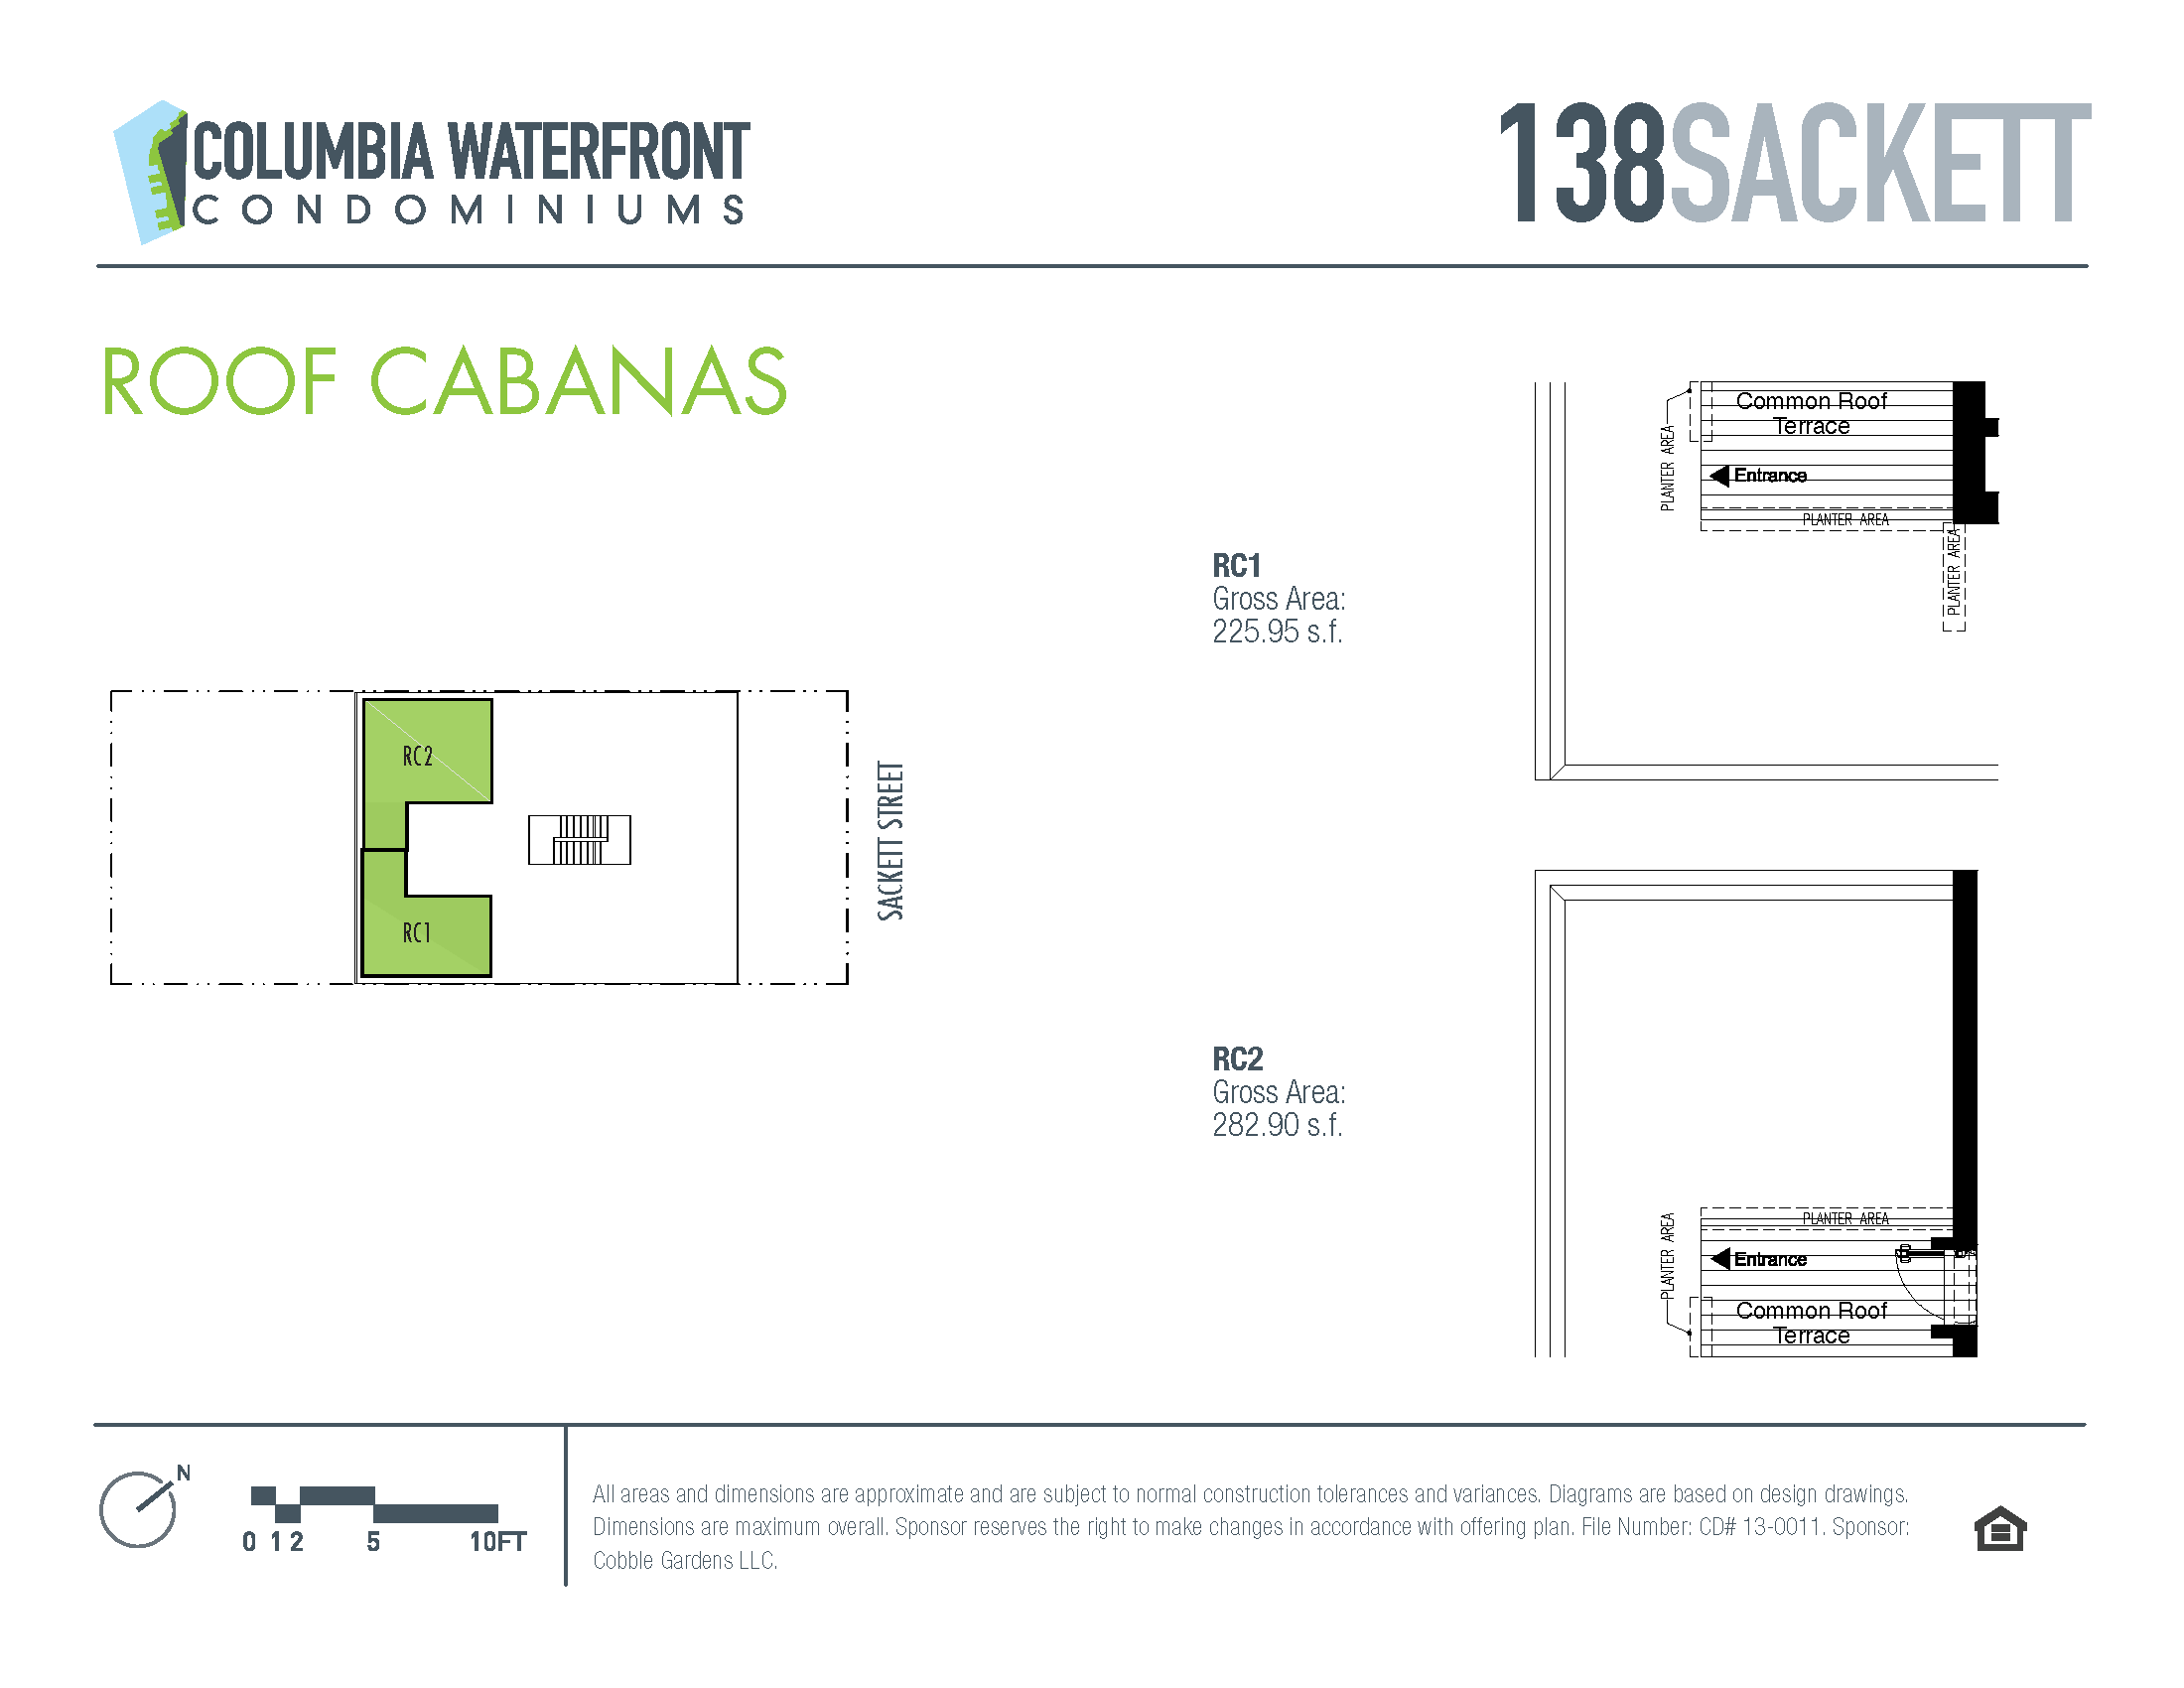 COLUMBIA WATERFRONT
CONDOMINIUMS
138SACKETT
ROOF CABANAS
RC2
RC1
SACKETT STREET
RC1
Gross Area:
225.95 s.f.
PLANTER AREA
Common Roof
Terrace
Entrance
PLANTER AREA
PLANTER AREA
RC2
Gross Area:
282.90 s.f.
PLANTER AREA
PLANTER AREA
Entrance
Common Roof
Terrace
N
0 1 2 5 10FT
All areas and dimensions are approximate and are subject to normal construction tolerances and variances. Diagrams are based on design drawings.
Dimensions are maximum overall. Sponsor reserves the right to make changes in accordance with offering plan. File Number: CD# 13-0011. Sponsor:
Cobble Gardens LLC.